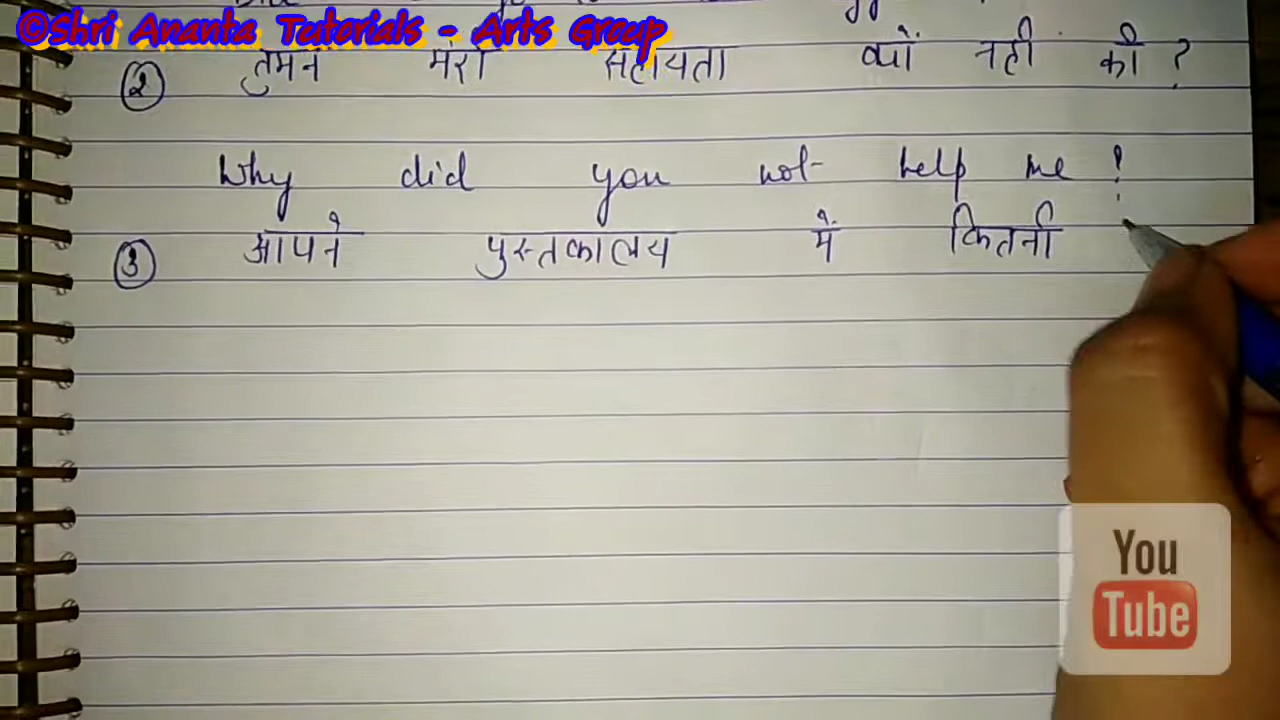 ©Shri Ananta Tutorials - Arts Group
② तुमने मेरी सहायता क्यों नहीं की ?
Why did you not help me ?
③ आपने पुस्तकालय में कितनी
You
Tube